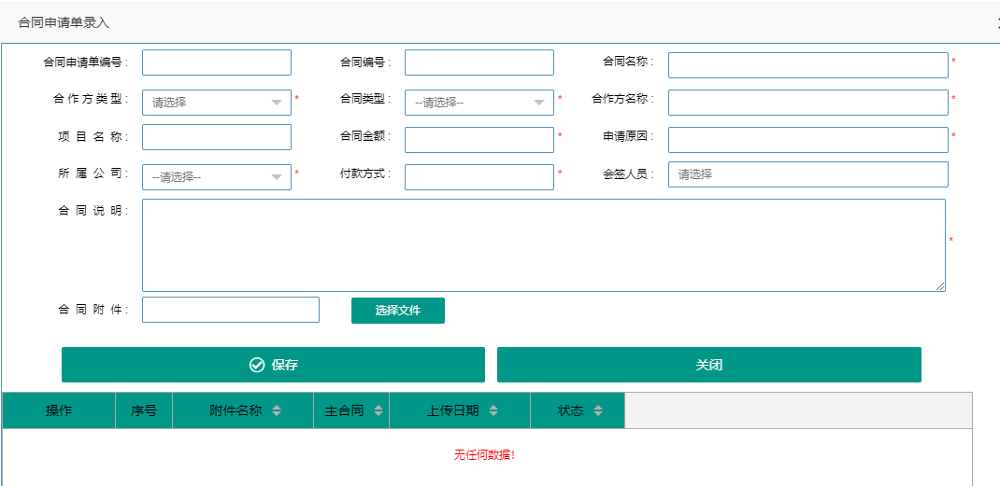 合同申请单录入
合同申请单编号： 合同编号： 合同名称： *
合作方类型： 请选择 * 合同类型： --请选择-- * 合作方名称： *
项目名称： 合同金额： * 申请原因： *
所属公司： --请选择-- * 付款方式： * 会签人员： 请选择
合同说明： *
合同附件： 选择文件
保存 关闭
操作 序号 附件名称 主合同 上传日期 状态
无任何数据!